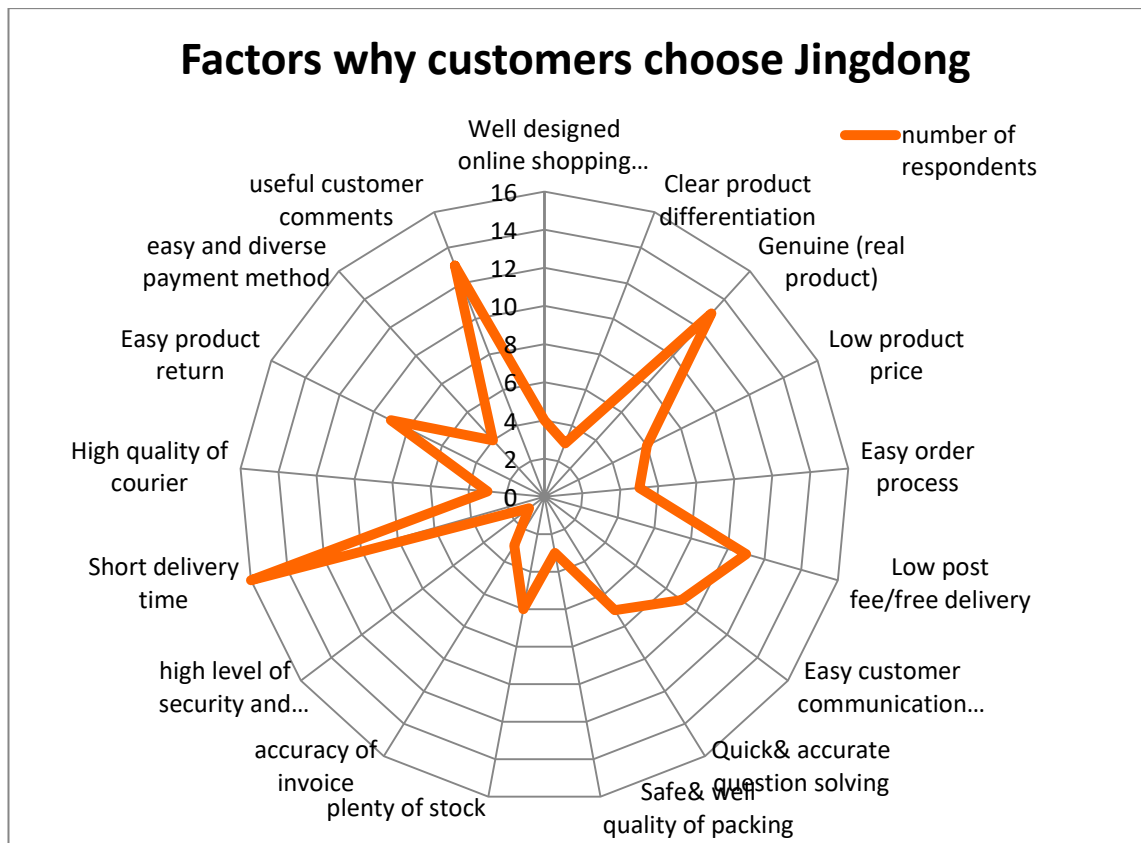 Factors why customers choose Jingdong
number of
respondents
Well designed
online shopping...
Clear product
differentiation
Genuine (real
product)
Low product
price
Easy order
process
Low post
fee/free delivery
Easy customer
communication...
Quick& accurate
question solving
Safe& well
quality of packing
plenty of stock
accuracy of
invoice
high level of
security and...
Short delivery
time
High quality of
courier
Easy product
return
easy and diverse
payment method
useful customer
comments
16
14
12
10
8
6
4
2
0